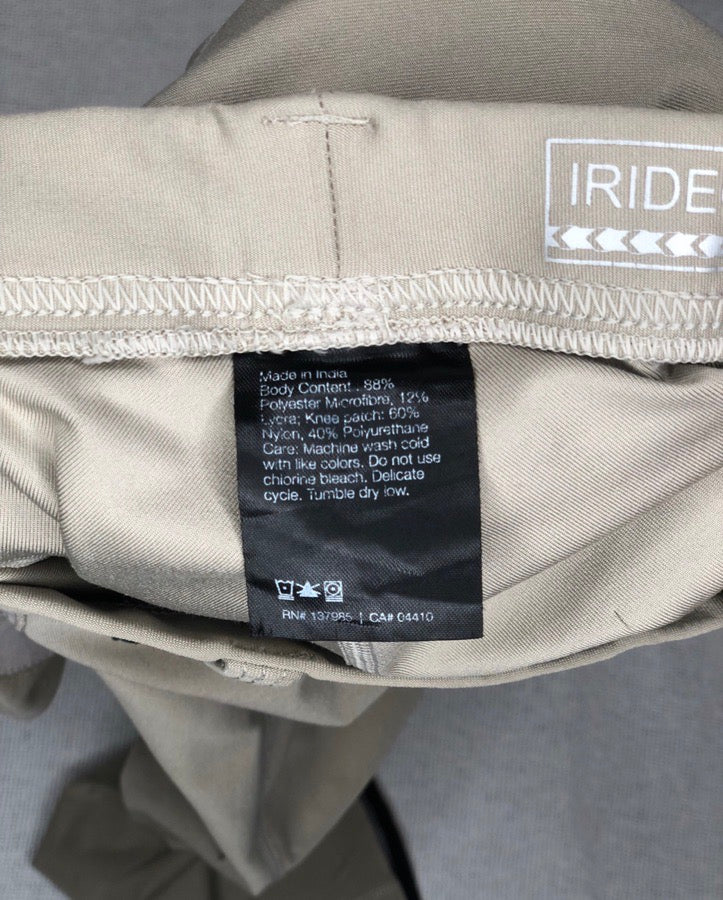 IRIDE
Made in India
Body Content : 88%
Polyester Microfibre, 12%
Lycra; Knee patch: 60%
Nylon, 40% Polyurethane
Care: Machine wash cold
with like colors. Do not use
chlorine bleach. Delicate
cycle. Tumble dry low.
RN# 137985 | CA# 04410